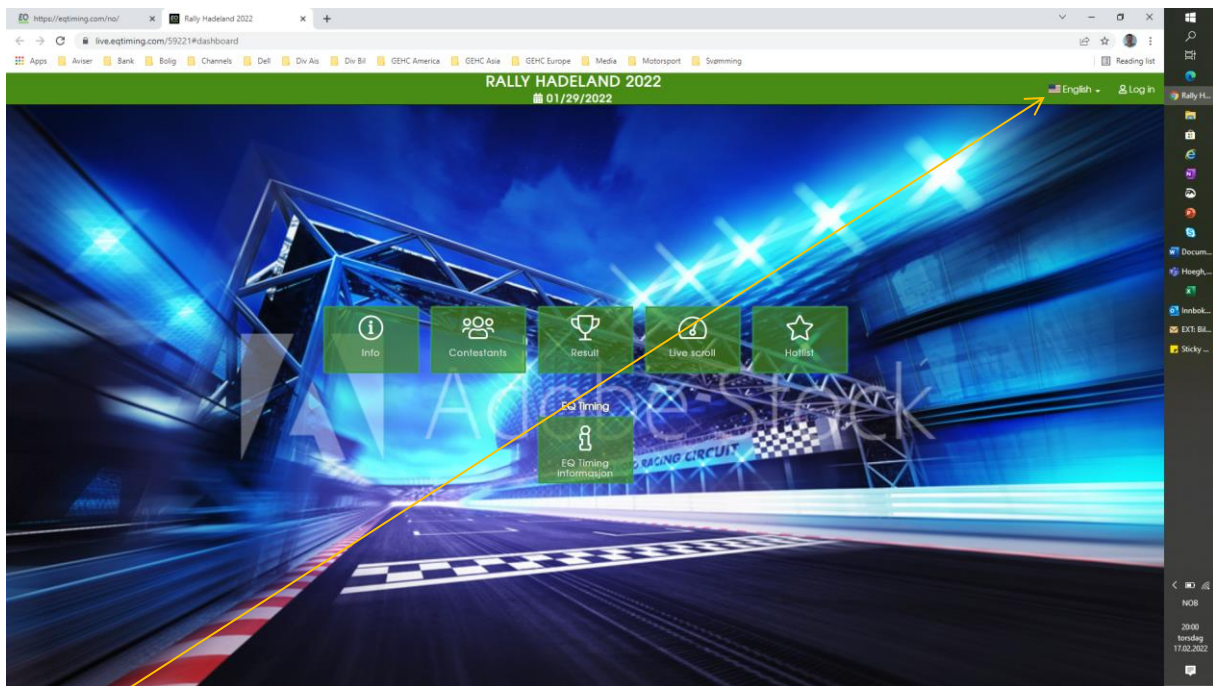 https://eqtiming.com/no/
Rally Hadeland 2022
live.eqtiming.com/59221#dashboard
Apps Aviser Bank Bolig Channels Dell Div Ais Div Bil GEHC America GEHC Asia GEHC Europe Media Motorsport Svømming Reading list
RALLY HADELAND 2022
01/29/2022
English Log in
Info Contestants Result Live scroll Hotlist
Adobe Stock
EQ Timing
EQ Timing
Informasjon
RACING CIRCUIT
Rally H...
Docum...
Hoegh,...
Innbok...
EXT: Bil...
Sticky ...
NOB
20:00
torsdag
17.02.2022